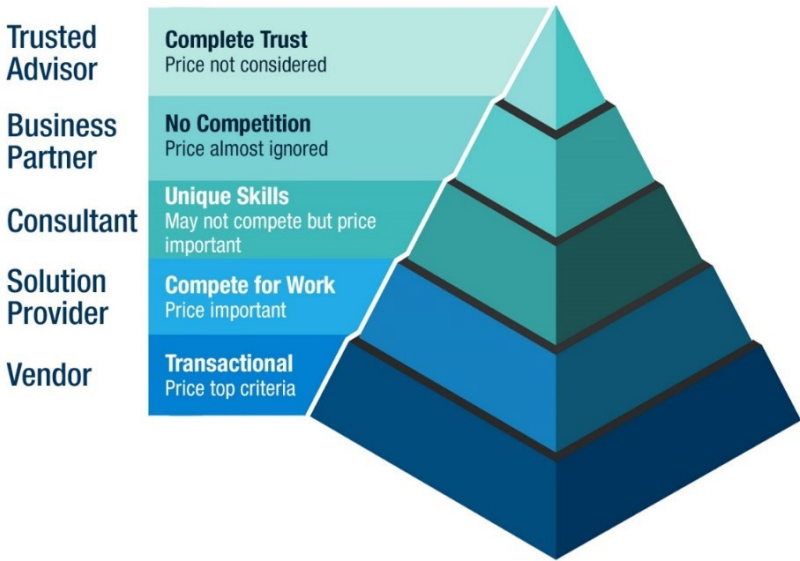 Trusted
Advisor
Complete Trust
Price not considered
Business
Partner
No Competition
Price almost ignored
Consultant
Unique Skills
May not compete but price
important
Solution
Provider
Compete for Work
Price important
Vendor
Transactional
Price top criteria